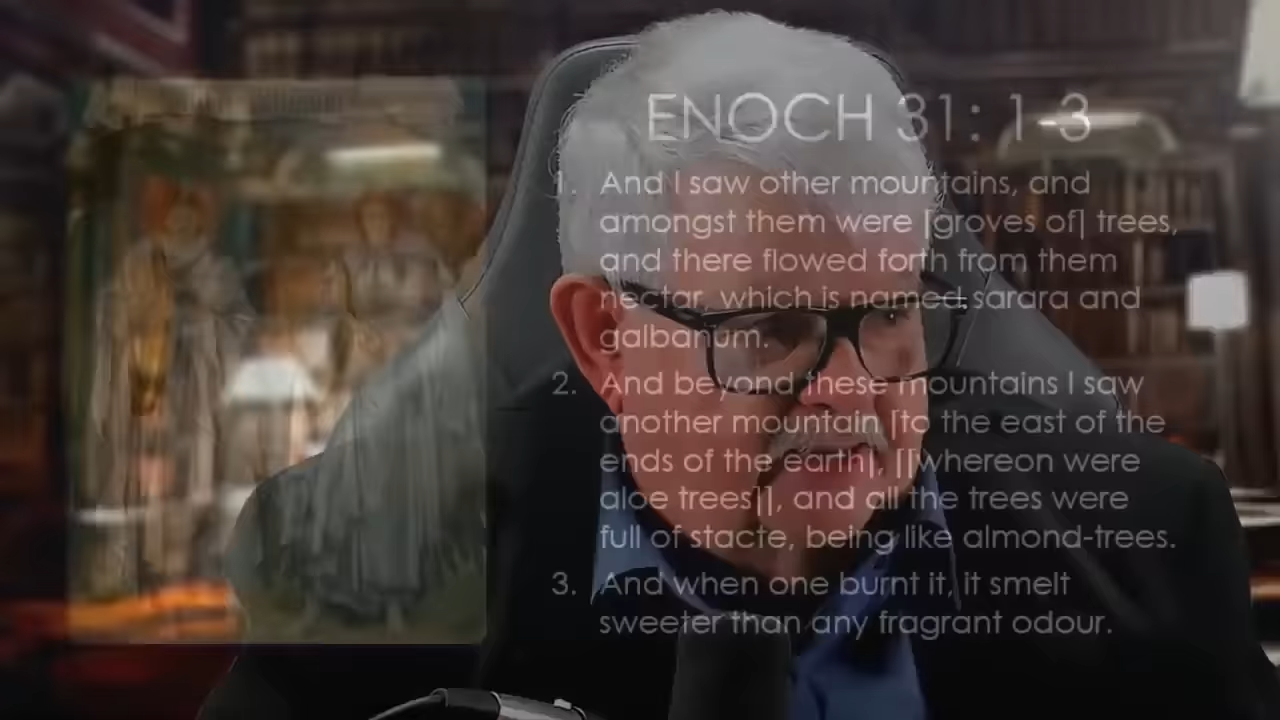 ENOCH 31: 1-3
1. And I saw other mountains, and
amongst them were [groves of] trees,
and there flowed forth from them
nectar, which is named sarara and
galbanum.
2. And beyond these mountains I saw
another mountain [to the east of the
ends of the earth], [[whereon were
aloe trees]], and all the trees were
full of stacte, being like almond-trees.
3. And when one burnt it, it smelt
sweeter than any fragrant odour.